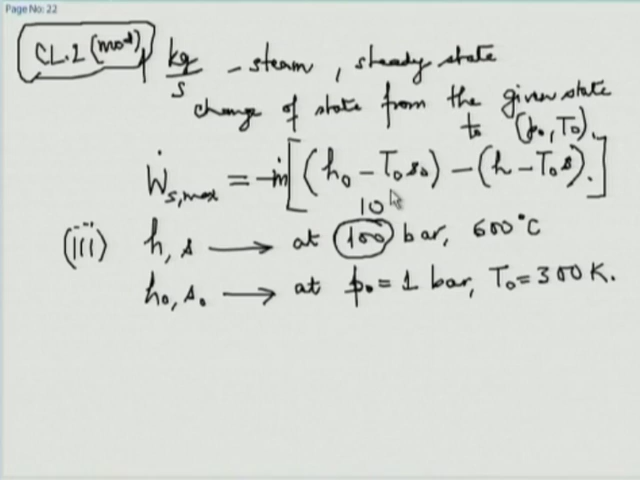 Page No: 22
CL.2 (mod) 1 kg/s - steam, steady state
change of state from the given state
to (p₀, T₀).
Ẇs,max = -ṁ[(h₀ - T₀s₀) - (h - T₀s).]
10
(iii) h, s → at 100 bar, 600°C
h₀, s₀ → at p₀ = 1 bar, T₀ = 300 K.